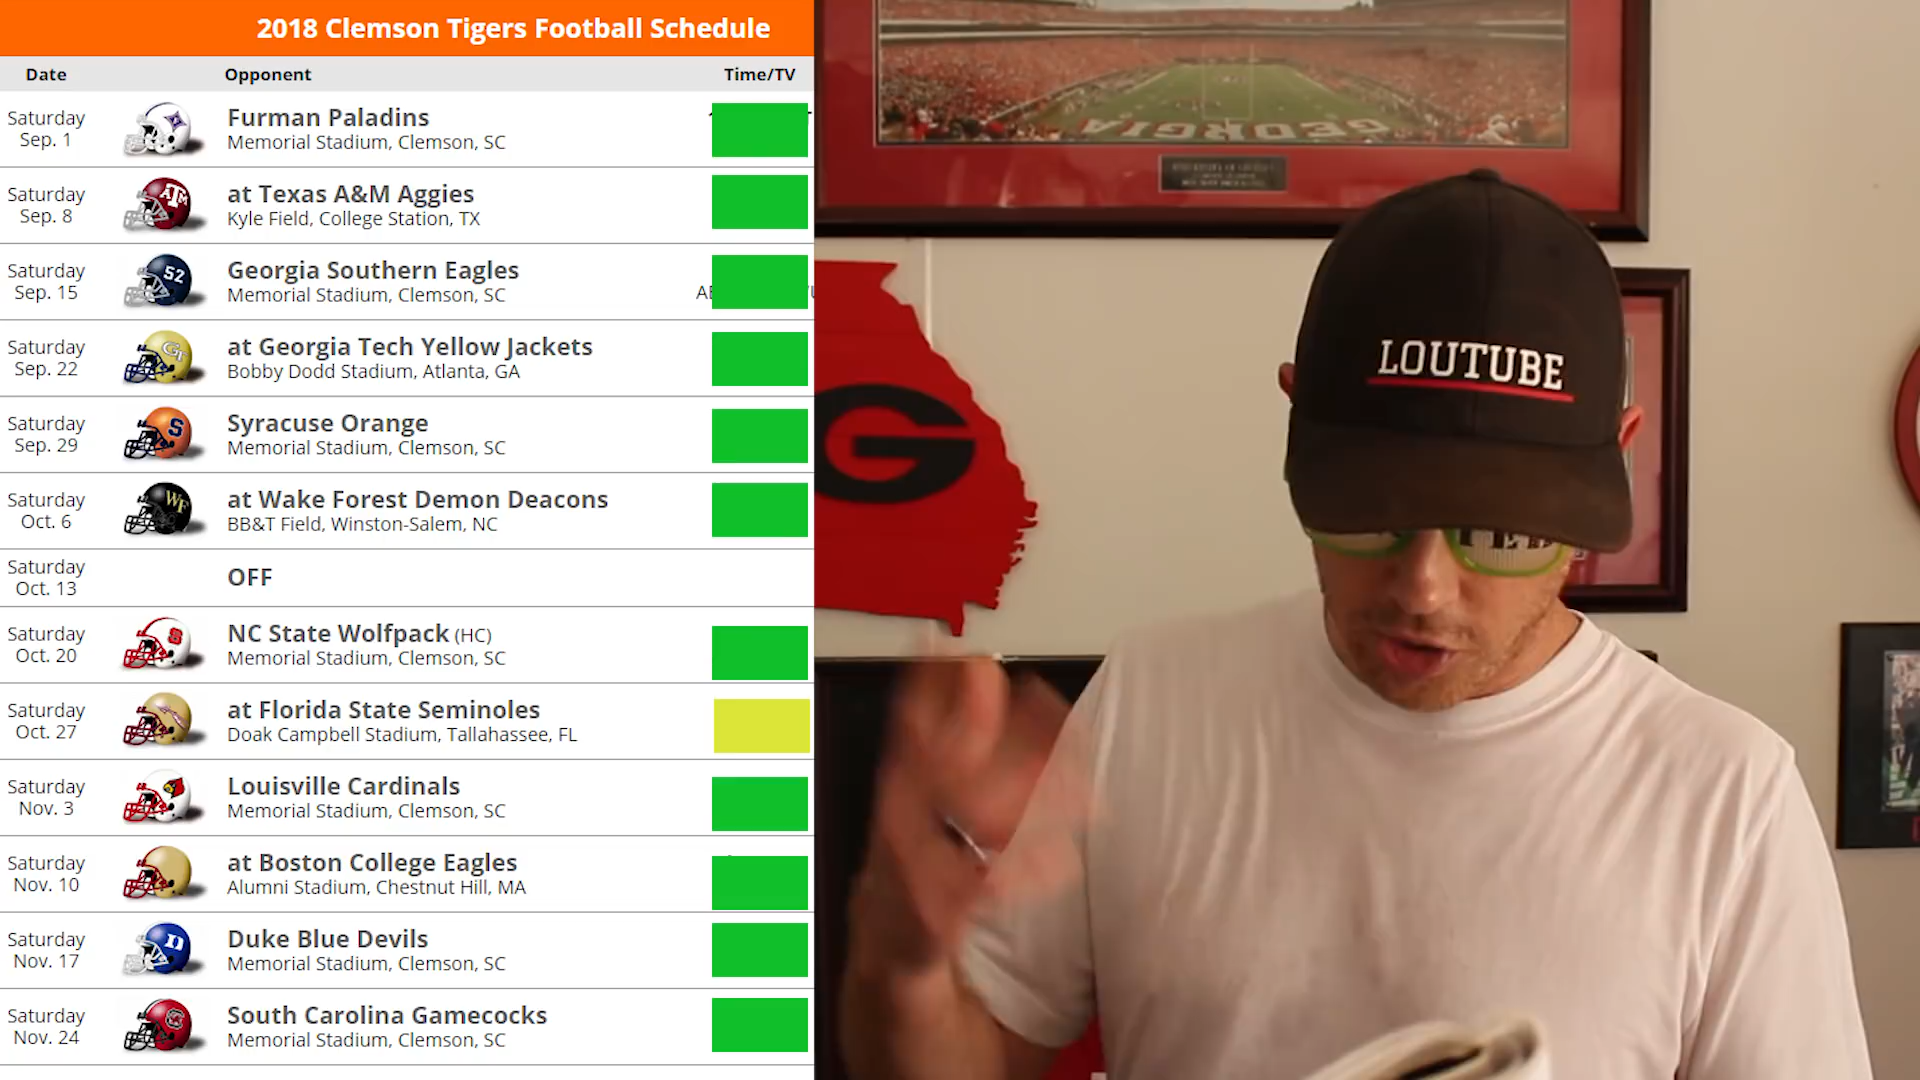 2018 Clemson Tigers Football Schedule
Date Opponent Time/TV
Saturday
Sep. 1
Furman Paladins
Memorial Stadium, Clemson, SC
Saturday
Sep. 8
at Texas A&M Aggies
Kyle Field, College Station, TX
Saturday
Sep. 15
52
Georgia Southern Eagles
Memorial Stadium, Clemson, SC
Saturday
Sep. 22
GT
at Georgia Tech Yellow Jackets
Bobby Dodd Stadium, Atlanta, GA
Saturday
Sep. 29
S
Syracuse Orange
Memorial Stadium, Clemson, SC
Saturday
Oct. 6
WF
at Wake Forest Demon Deacons
BB&T Field, Winston-Salem, NC
Saturday
Oct. 13
OFF
Saturday
Oct. 20
S
NC State Wolfpack (HC)
Memorial Stadium, Clemson, SC
Saturday
Oct. 27
at Florida State Seminoles
Doak Campbell Stadium, Tallahassee, FL
Saturday
Nov. 3
Louisville Cardinals
Memorial Stadium, Clemson, SC
Saturday
Nov. 10
at Boston College Eagles
Alumni Stadium, Chestnut Hill, MA
Saturday
Nov. 17
D
Duke Blue Devils
Memorial Stadium, Clemson, SC
Saturday
Nov. 24
South Carolina Gamecocks
Memorial Stadium, Clemson, SC
GEORGIA
G
LOUTUBE